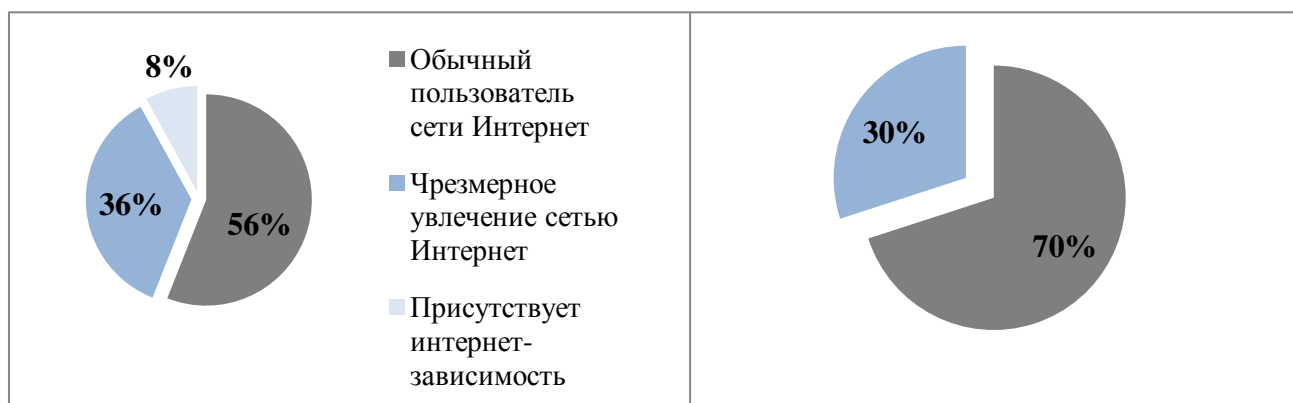 8%
36%
56%
Обычный
пользователь
сети Интернет
Чрезмерное
увлечение сетью
Интернет
Присутствует
интернет-
зависимость
30%
70%